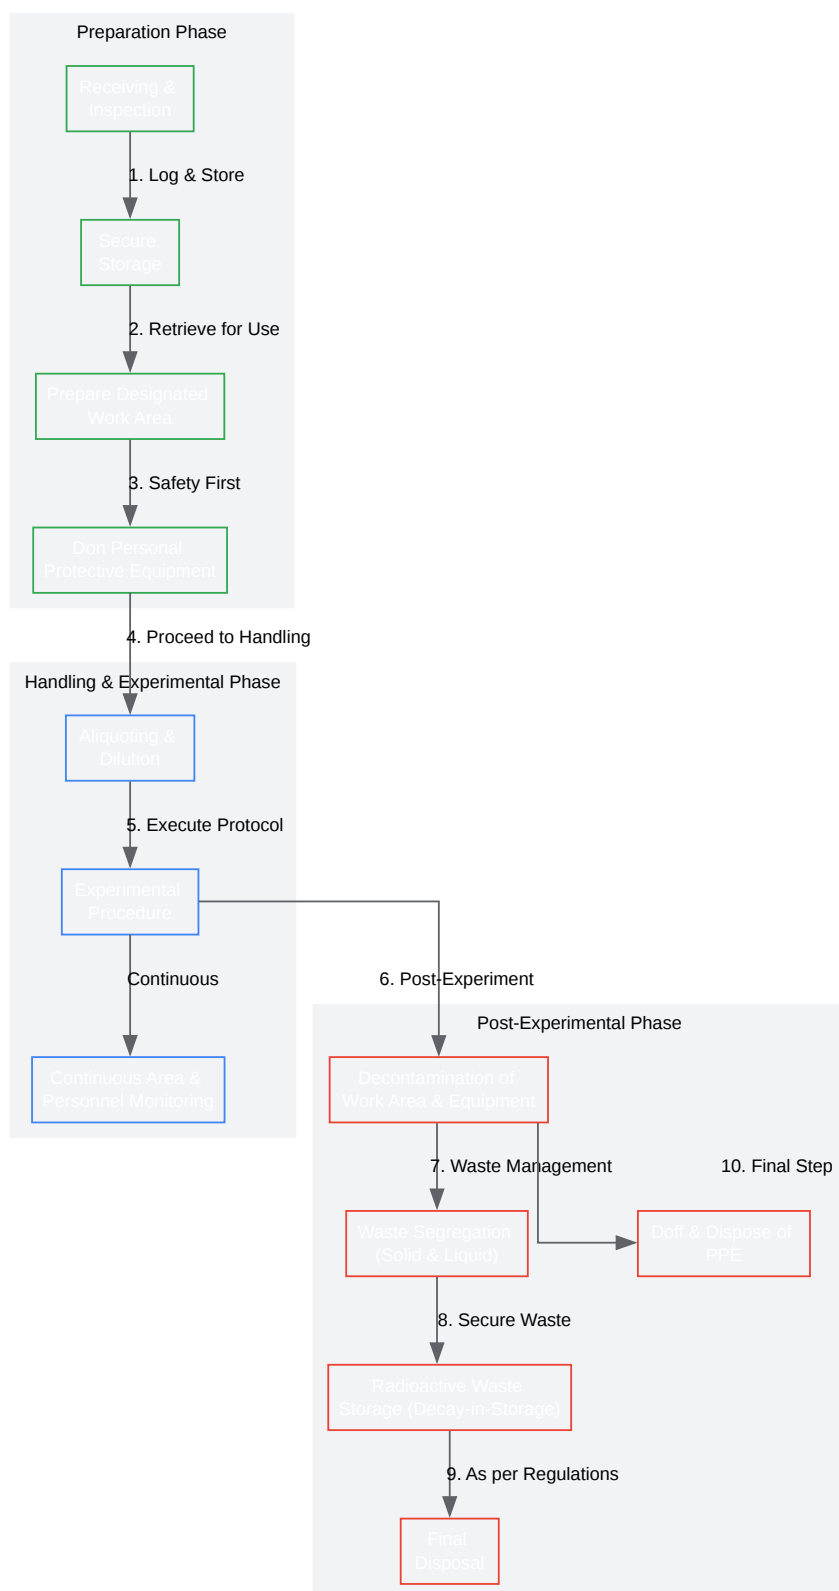 Preparation Phase
Receiving &
Inspection
1. Log & Store
Secure
Storage
2. Retrieve for Use
Prepare Designated
Work Area
3. Safety First
Don Personal
Protective Equipment
4. Proceed to Handling
Handling & Experimental Phase
Aliquoting &
Dilution
5. Execute Protocol
Experimental
Procedure
Continuous
6. Post-Experiment
Continuous Area &
Personnel Monitoring
Post-Experimental Phase
Decontamination of
Work Area & Equipment
7. Waste Management
10. Final Step
Waste Segregation
(Solid & Liquid)
Doff & Dispose of
PPE
8. Secure Waste
Radioactive Waste
Storage (Decay-in-Storage)
9. As per Regulations
Final
Disposal